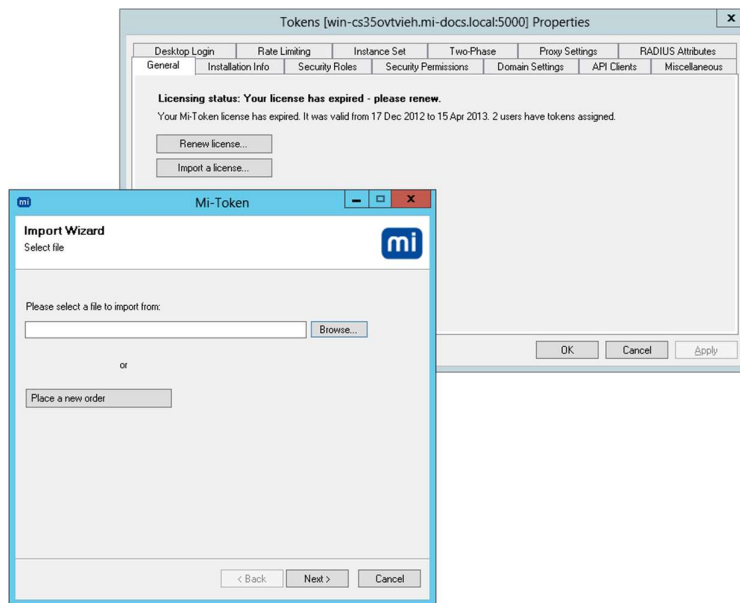 Tokens [win-cs35ovtvieh.mi-docs.local:5000] Properties
x
Desktop Login Rate Limiting Instance Set Two-Phase Proxy Settings RADIUS Attributes
General Installation Info Security Roles Security Permissions Domain Settings API Clients Miscellaneous
Licensing status: Your license has expired - please renew.
Your Mi-Token license has expired. It was valid from 17 Dec 2012 to 15 Apr 2013. 2 users have tokens assigned.
Renew license...
Import a license...
OK Cancel Apply
mi Mi-Token x
Import Wizard
Select file
mi
Please select a file to import from:
Browse...
or
Place a new order
< Back Next > Cancel